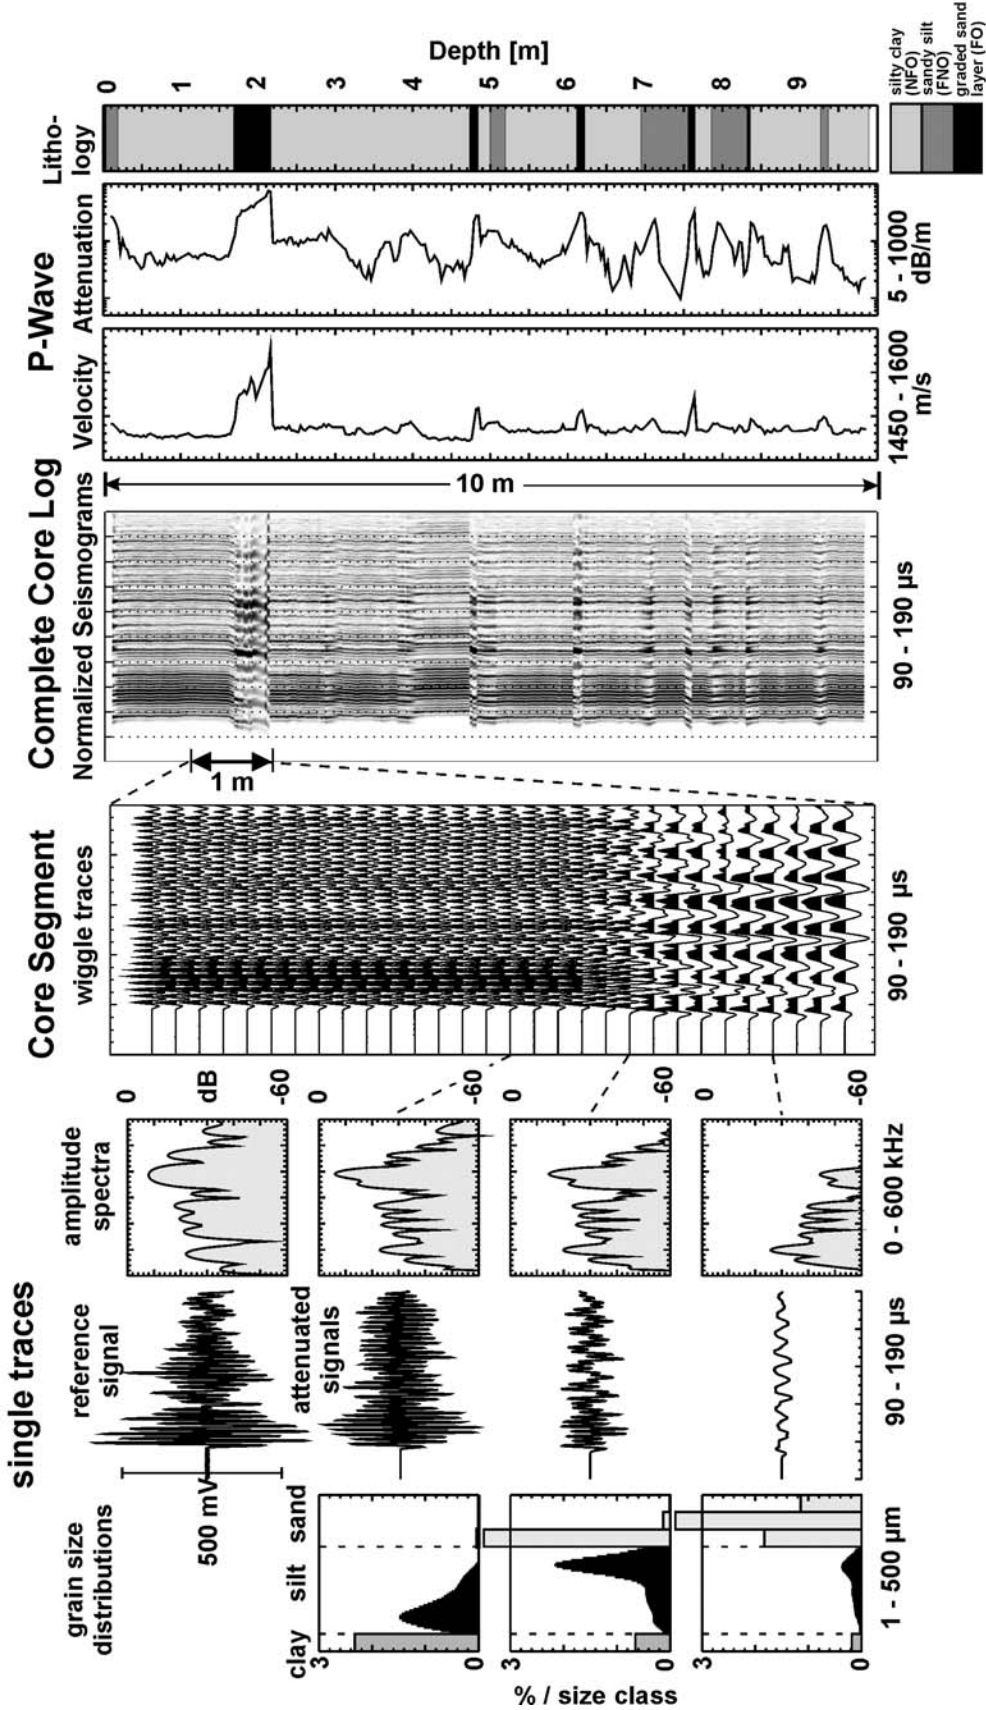 single traces
Core Segment
Complete Core Log
P-Wave
grain size
distributions
reference
signal
amplitude
spectra
wiggle traces
Normalized Seismograms
Velocity
Attenuation
Litho-
logy
500 mV
0
dB
-60
attenuated
signals
clay
silt
sand
3
0
0
-60
3
0
0
-60
3
0
0
-60
% / size class
1 - 500 µm
90 - 190 µs
0 - 600 kHz
90 - 190 µs
1 m
90 - 190 µs
10 m
1450 - 1600
m/s
5 - 1000
dB/m
Depth [m]
0
1
2
3
4
5
6
7
8
9
silty clay
(NFO)
sandy silt
(FNO)
graded sand
layer (FO)